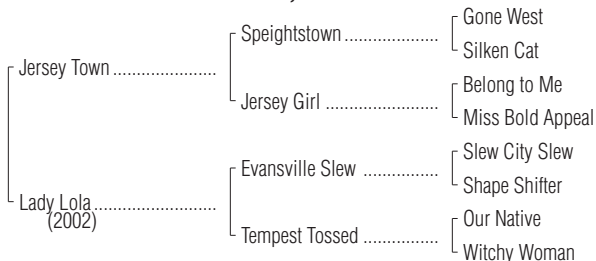 Gone West
Speightstown ....................
Silken Cat
Jersey Town ......................
Belong to Me
Jersey Girl ........................
Miss Bold Appeal
Slew City Slew
Evansville Slew ................
Shape Shifter
Lady Lola ..........................
(2002)
Our Native
Tempest Tossed ................
Witchy Woman